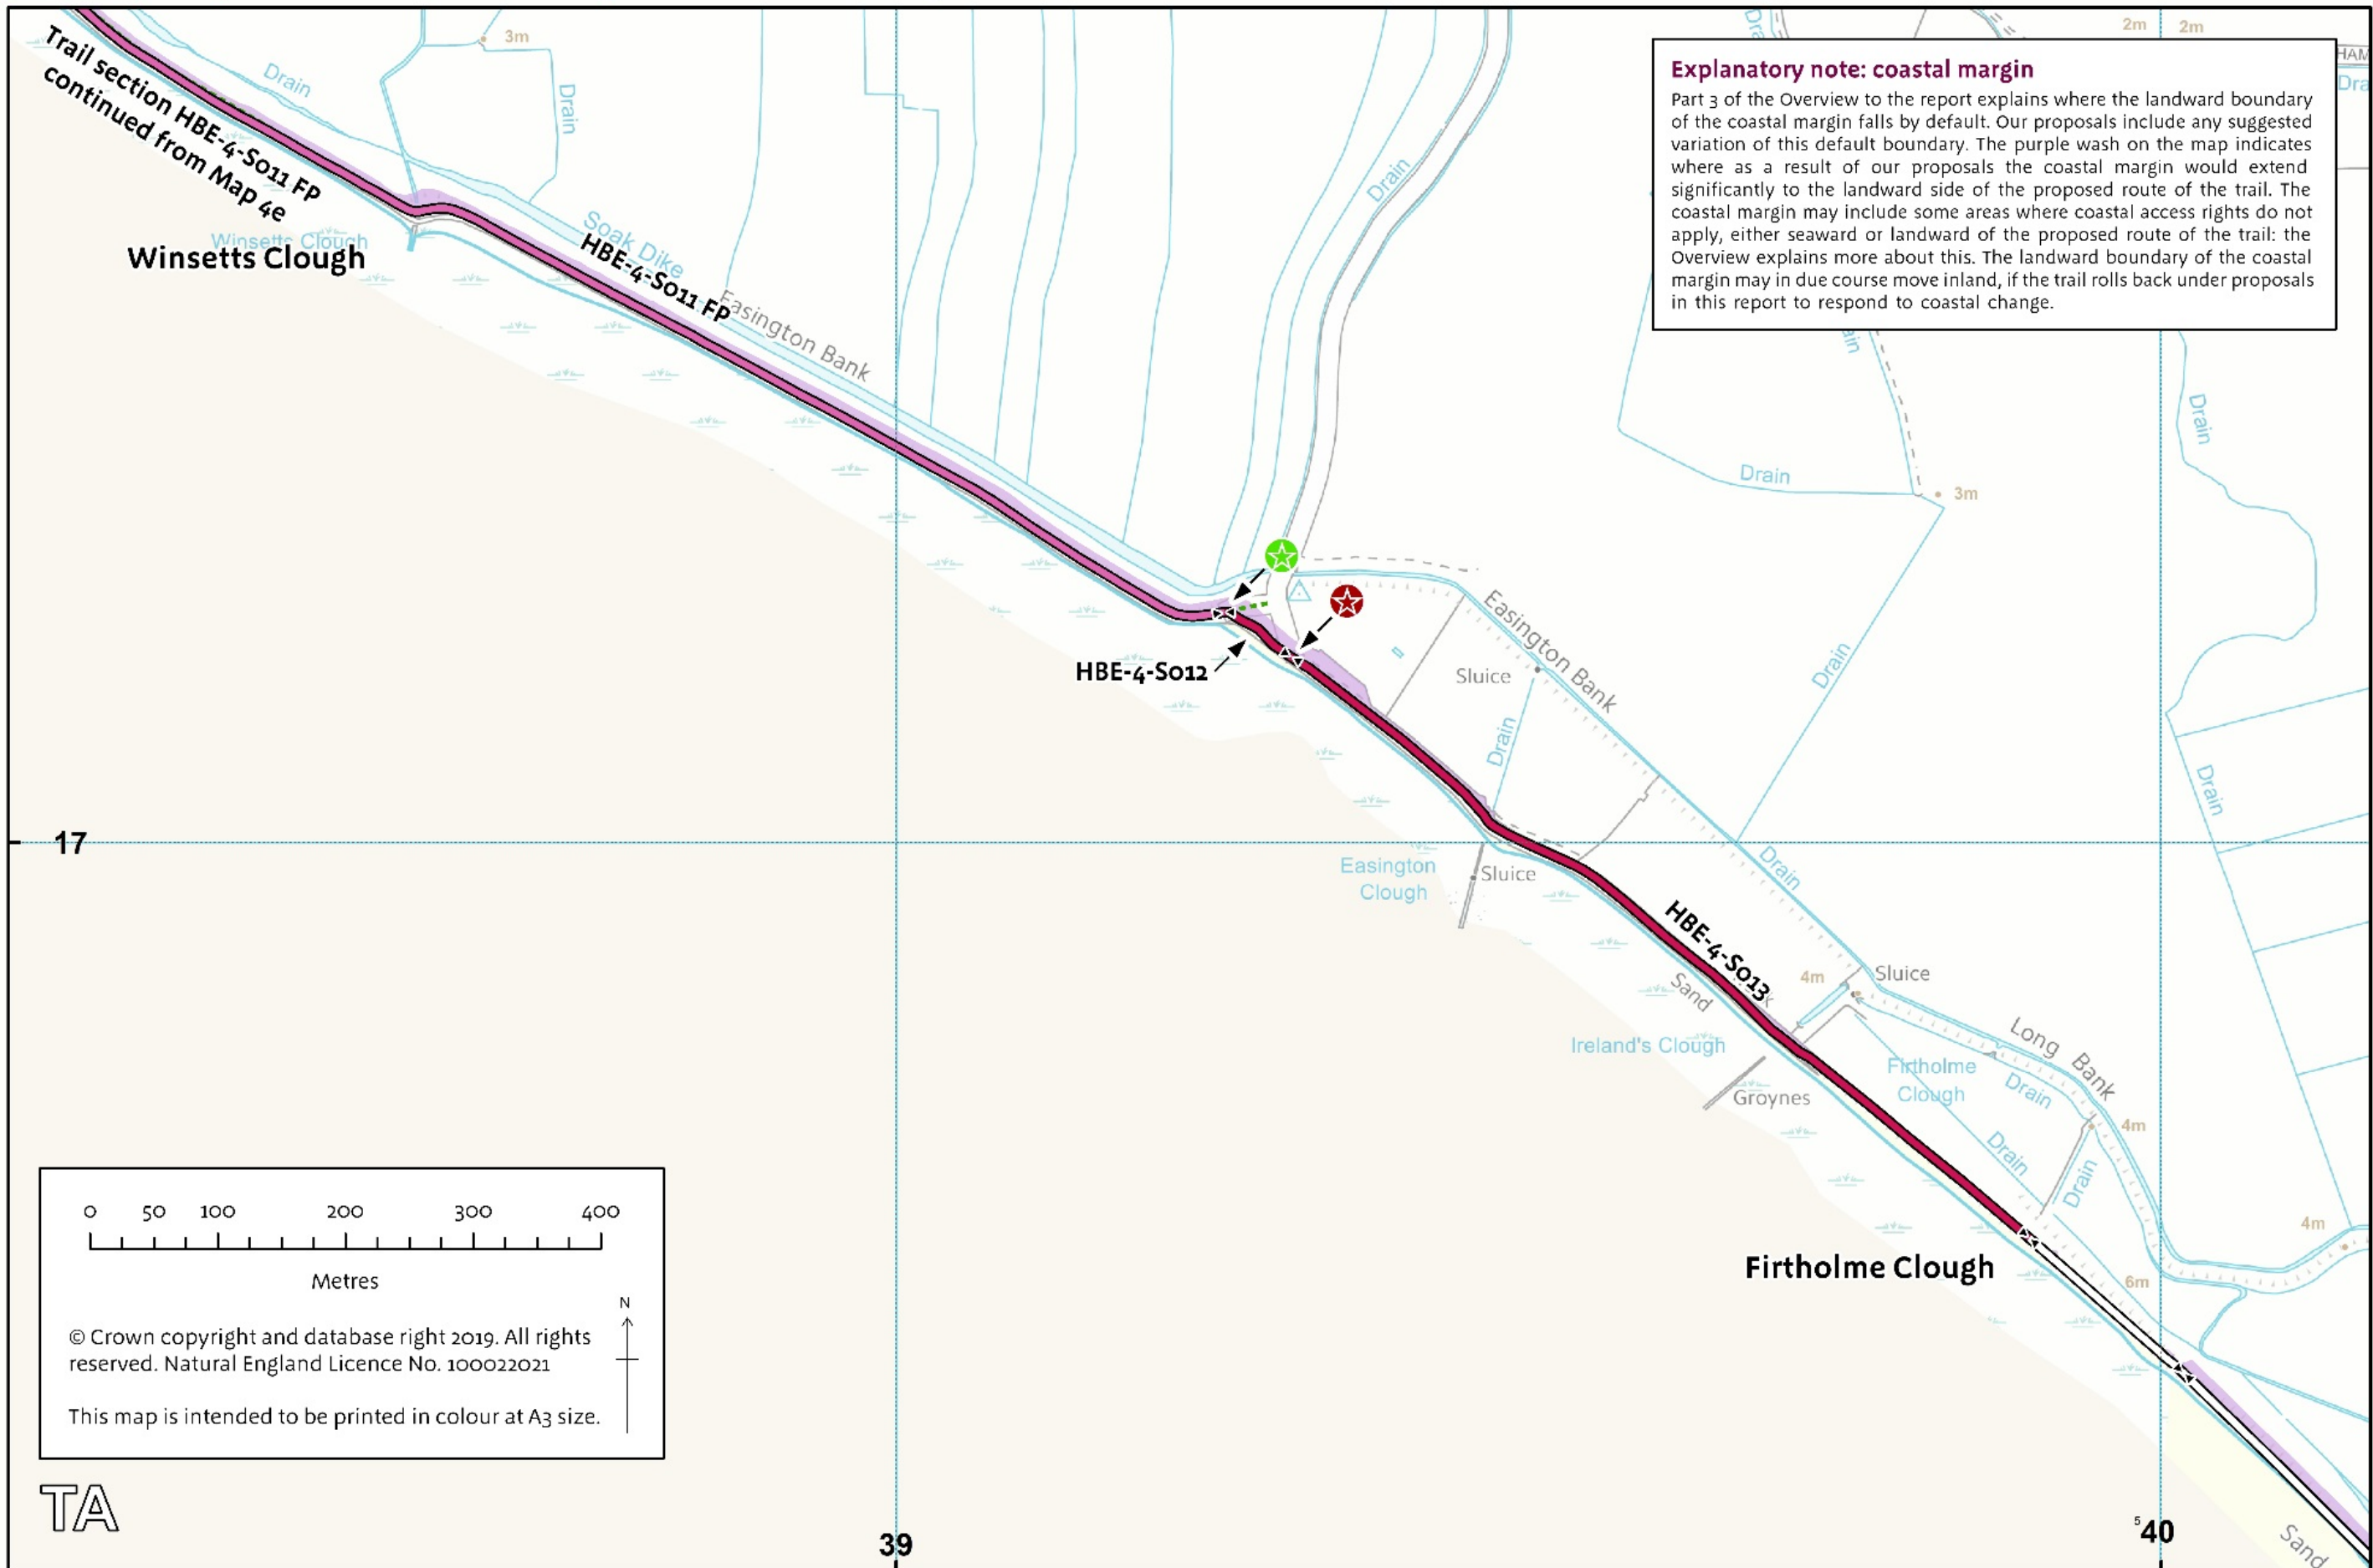 Trail section HBE-4-S011 FP
continued from Map 4e
3m
Drain
Drain
Winsetts Clough
Winsetts Clough
Soak Dike
HBE-4-S011 FP
Easington Bank
Drain
2m
2m
Explanatory note: coastal margin
Part 3 of the Overview to the report explains where the landward boundary
of the coastal margin falls by default. Our proposals include any suggested
variation of this default boundary. The purple wash on the map indicates
where as a result of our proposals the coastal margin would extend
significantly to the landward side of the proposed route of the trail. The
coastal margin may include some areas where coastal access rights do not
apply, either seaward or landward of the proposed route of the trail: the
Overview explains more about this. The landward boundary of the coastal
margin may in due course move inland, if the trail rolls back under proposals
in this report to respond to coastal change.
Drain
Drain
3m
HBE-4-S012
Easington Bank
Sluice
Drain
Drain
Drain
17
Easington
Clough
Sluice
Drain
HBE-4-S013
Sand
4m
Sluice
Ireland's Clough
Groynes
Firtholme
Clough
Long Bank
Drain
4m
Drain
Drain
4m
Firtholme Clough
6m
0 50 100 200 300 400
Metres
N
© Crown copyright and database right 2019. All rights
reserved. Natural England Licence No. 100022021
This map is intended to be printed in colour at A3 size.
TA
39
5
40
Sand